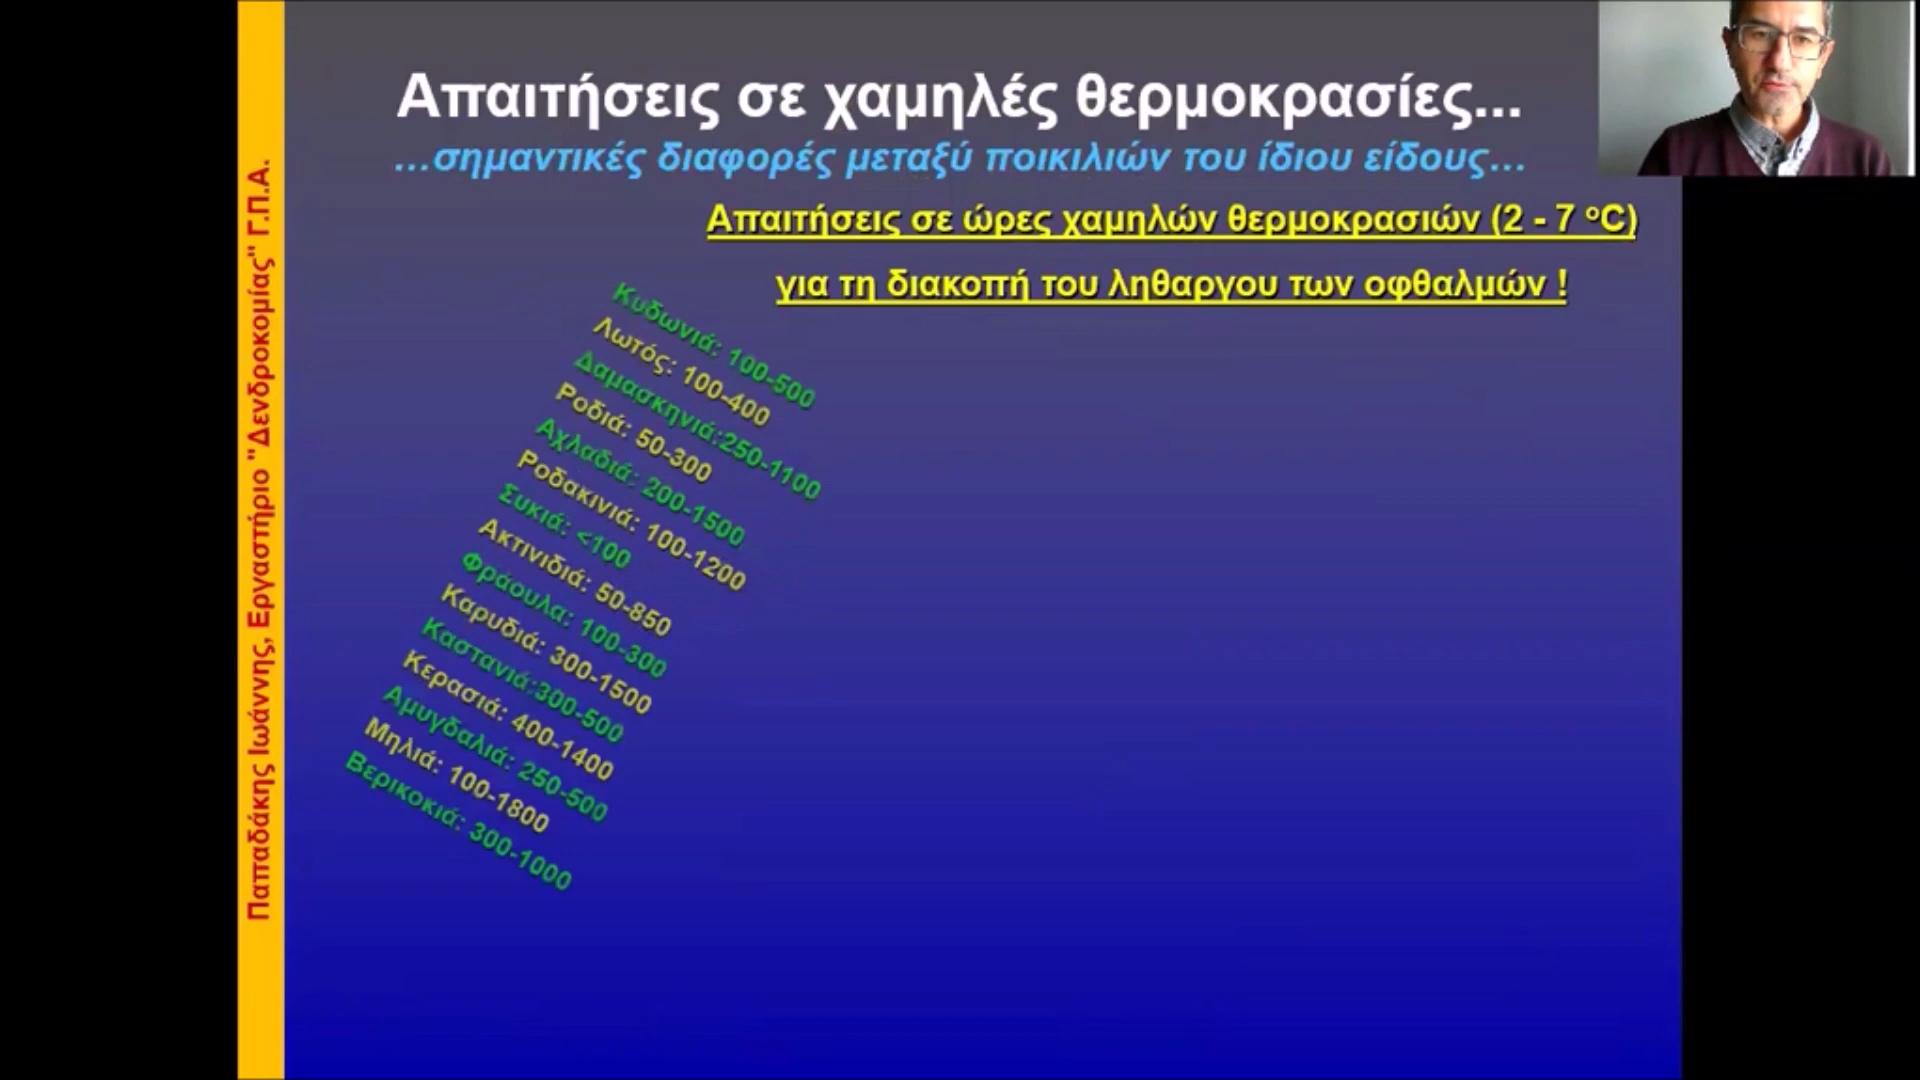 Απαιτήσεις σε χαμηλές θερμοκρασίες...
...σημαντικές διαφορές μεταξύ ποικιλιών του ίδιου είδους...
Απαιτήσεις σε ώρες χαμηλών θερμοκρασιών (2 - 7 °C)
για τη διακοπή του ληθαργου των οφθαλμών !
Κυδωνιά: 100-500
Λωτός: 100-400
Δαμασκηνιά:250-1100
Ροδιά: 50-300
Αχλαδιά: 200-1500
Ροδακινιά: 100-1200
Συκιά: <100
Ακτινιδιά: 50-850
Φράουλα: 100-300
Καρυδιά: 300-1500
Καστανιά:300-500
Κερασιά: 400-1400
Αμυγδαλιά: 250-500
Μηλιά: 100-1800
Βερικοκιά: 300-1000
Παπαδάκης Ιωάννης, Εργαστήριο "Δενδροκομίας" Γ.Π.Α.